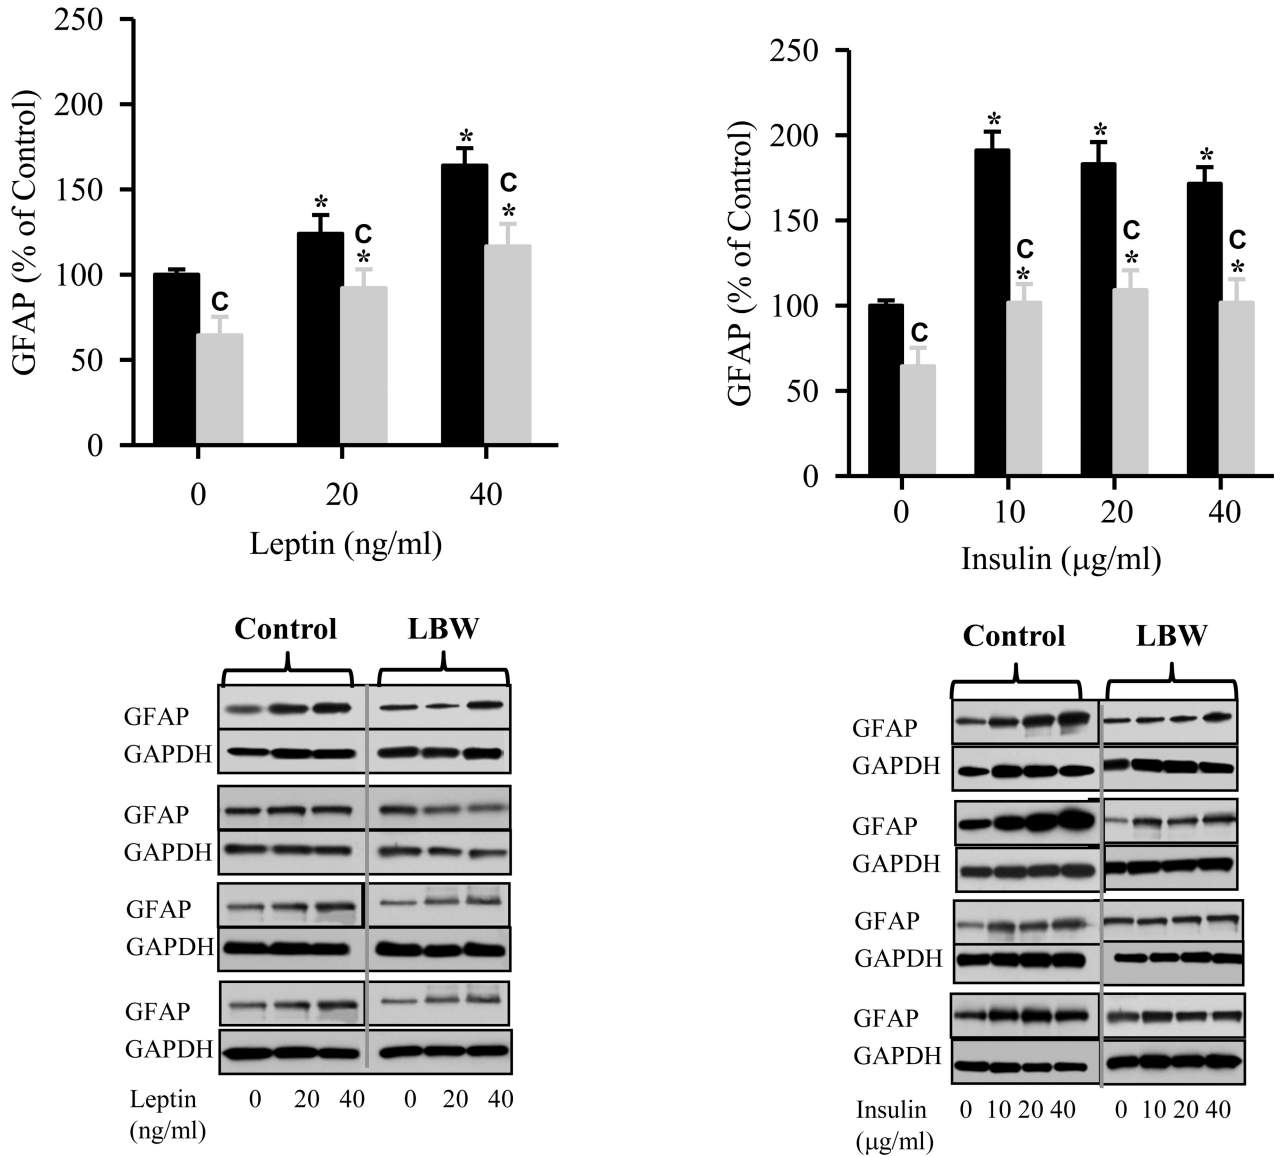 250
200
150
100
50
0
GFAP (% of Control)
*
*
C
*
C
*
C
0 20 40
Leptin (ng/ml)
250
200
150
100
50
0
GFAP (% of Control)
* * *
C
*
C
*
C
*
C
0 10 20 40
Insulin (µg/ml)
Control LBW
GFAP
GAPDH
GFAP
GAPDH
GFAP
GAPDH
GFAP
GAPDH
Leptin 0 20 40 0 20 40
(ng/ml)
Control LBW
GFAP
GAPDH
GFAP
GAPDH
GFAP
GAPDH
GFAP
GAPDH
Insulin 0 10 20 40 0 10 20 40
(µg/ml)